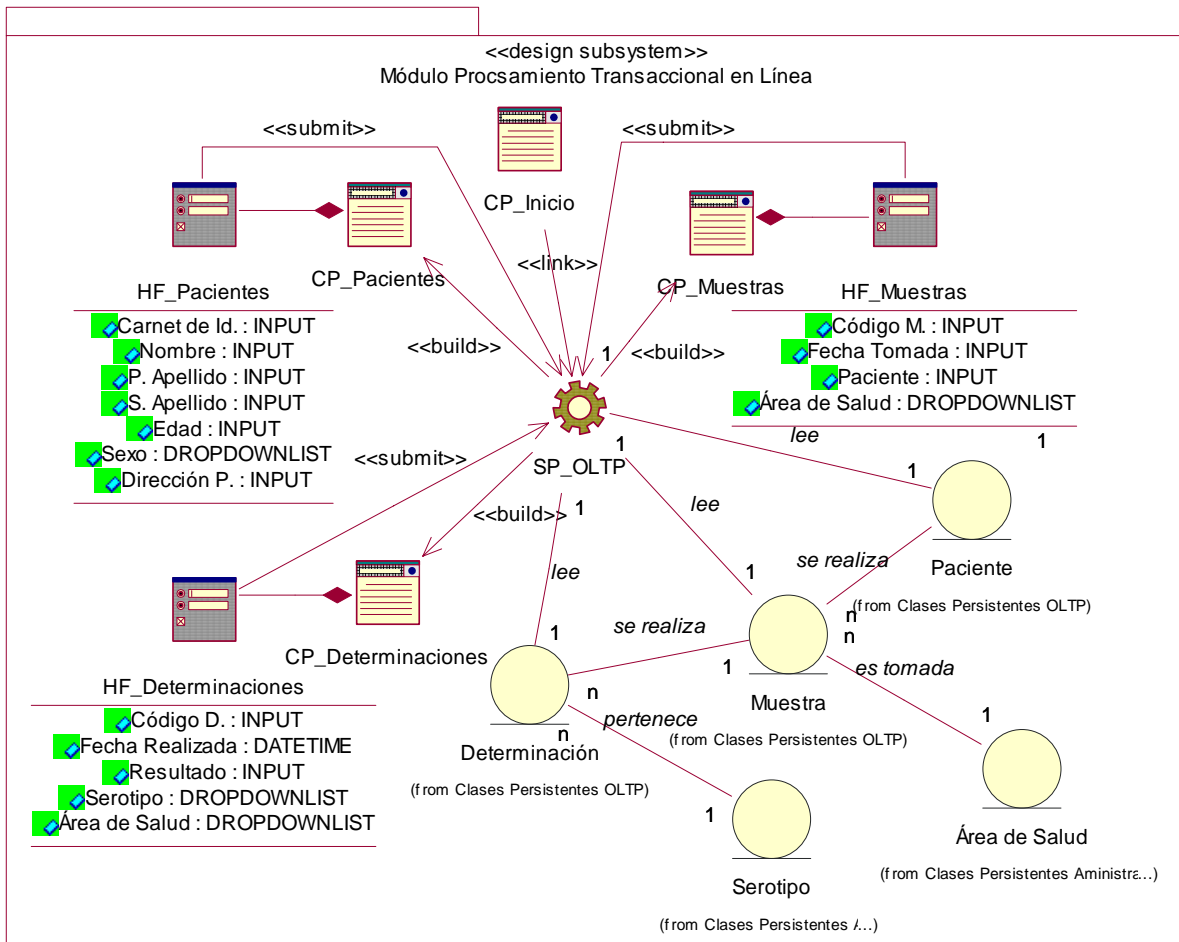 <<design subsystem>>
Módulo Procsamiento Transaccional en Línea
<<submit>>
<<submit>>
CP_Inicio
<<link>>
CP_Pacientes
CP_Muestras
HF_Pacientes
Carnet de Id. : INPUT
Nombre : INPUT
P. Apellido : INPUT
S. Apellido : INPUT
Edad : INPUT
Sexo : DROPDOWNLIST
Dirección P. : INPUT
HF_Muestras
Código M. : INPUT
Fecha Tomada : INPUT
Paciente : INPUT
Área de Salud : DROPDOWNLIST
<<build>>
1
<<build>>
<<submit>>
1
SP_OLTP
1
lee
1
1
<<build>>
lee
lee
1
1
Paciente
(from Clases Persistentes OLTP)
se realiza
n
n
CP_Determinaciones
se realiza
1
n
Muestra
(from Clases Persistentes OLTP)
es tomada
1
HF_Determinaciones
Código D. : INPUT
Fecha Realizada : DATETIME
Resultado : INPUT
Serotipo : DROPDOWNLIST
Área de Salud : DROPDOWNLIST
pertenece
n
Determinación
(from Clases Persistentes OLTP)
1
Serotipo
(from Clases Persistentes A...)
Área de Salud
(from Clases Persistentes Aministra...)